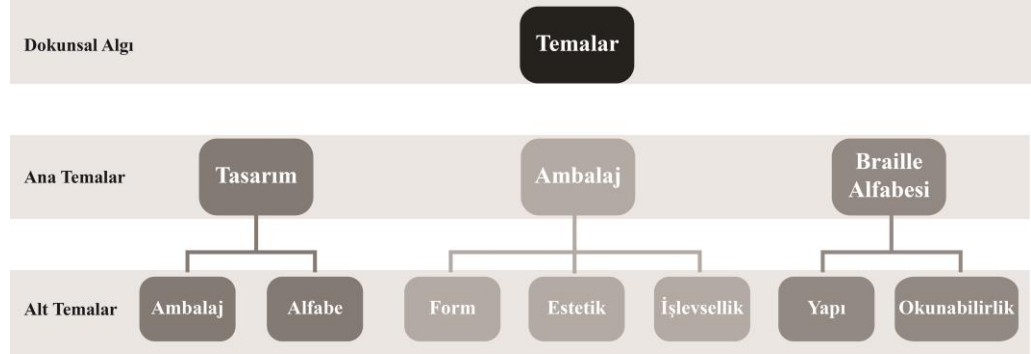 Dokunsal Algı
Temalar
Ana Temalar
Tasarım
Ambalaj
Braille
Alfabesi
Alt Temalar
Ambalaj
Alfabe
Form
Estetik
İşlevsellik
Yapı
Okunabilirlik